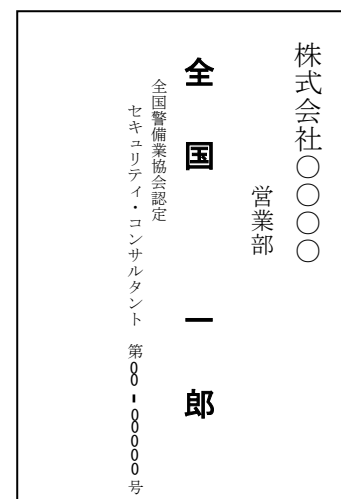 株式会社〇〇〇〇
営業部
全国 一郎
全国警備業協会認定
セキュリティ・コンサルタント 第00-00000号